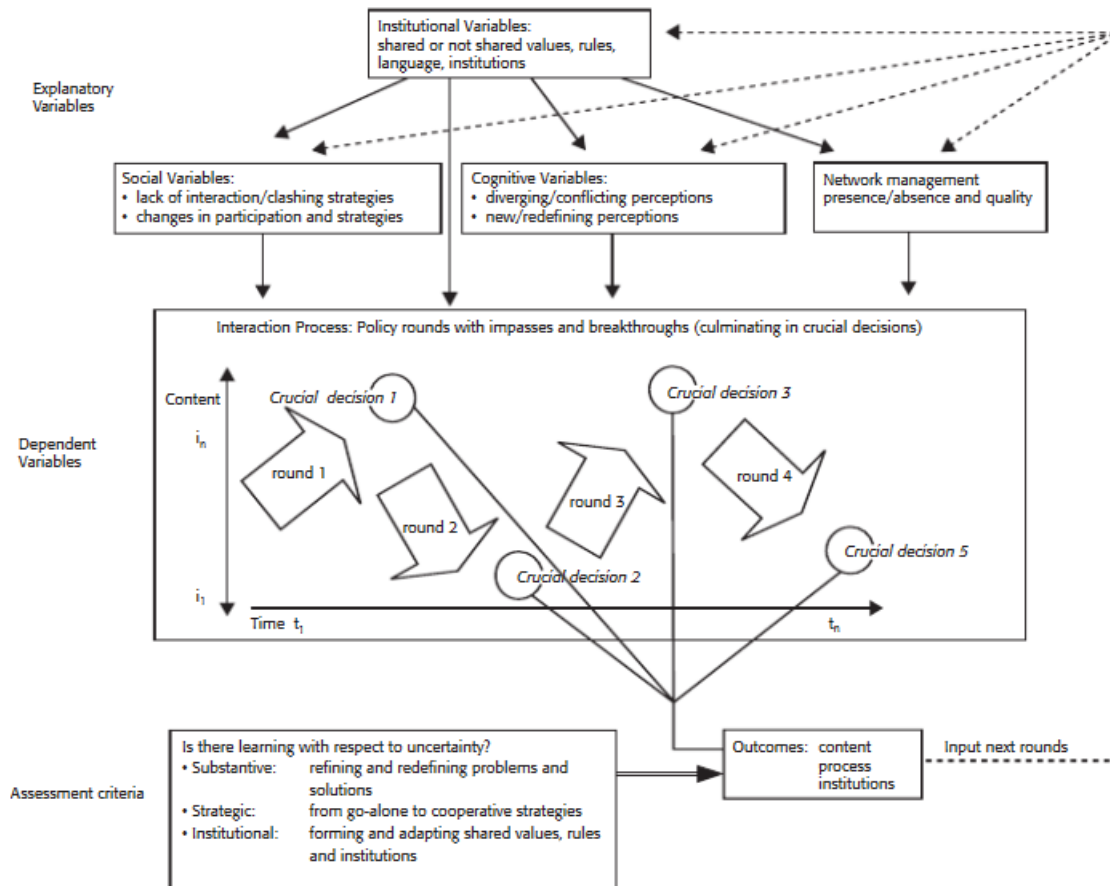 Institutional Variables:
shared or not shared values, rules,
language, institutions
Explanatory
Variables
Social Variables:
• lack of interaction/clashing strategies
• changes in participation and strategies
Cognitive Variables:
• diverging/conflicting perceptions
• new/redefining perceptions
Network management
presence/absence and quality
Interaction Process: Policy rounds with impasses and breakthroughs (culminating in crucial decisions)
Content
iₙ
Crucial decision 1
Crucial decision 3
Dependent
Variables
round 1
round 2
round 3
round 4
Crucial decision 2
Crucial decision 5
i₁
Time t₁
tₙ
Is there learning with respect to uncertainty?
• Substantive: refining and redefining problems and
solutions
• Strategic: from go-alone to cooperative strategies
• Institutional: forming and adapting shared values, rules
and institutions
Assessment criteria
Outcomes: content
process
institutions
Input next rounds